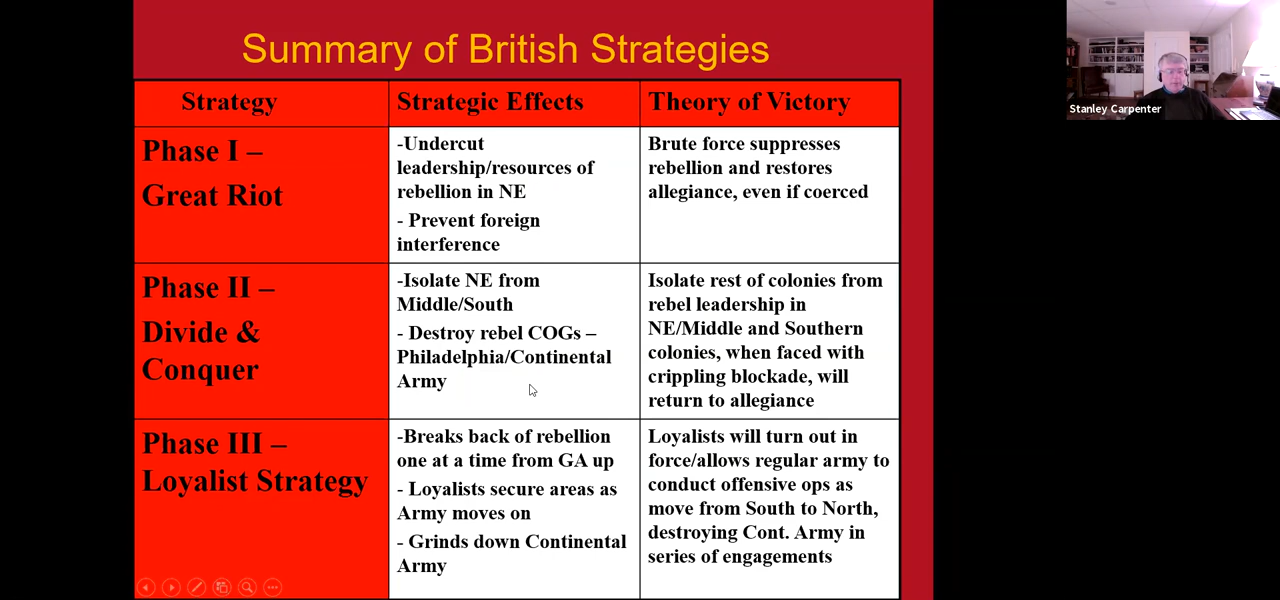 Summary of British Strategies
Strategy
Strategic Effects
Theory of Victory
Phase I –
Great Riot
-Undercut
leadership/resources of
rebellion in NE
- Prevent foreign
interference
Brute force suppresses
rebellion and restores
allegiance, even if coerced
Phase II –
Divide &
Conquer
-Isolate NE from
Middle/South
- Destroy rebel COGs –
Philadelphia/Continental
Army
Isolate rest of colonies from
rebel leadership in
NE/Middle and Southern
colonies, when faced with
crippling blockade, will
return to allegiance
Phase III –
Loyalist Strategy
-Breaks back of rebellion
one at a time from GA up
- Loyalists secure areas as
Army moves on
- Grinds down Continental
Army
Loyalists will turn out in
force/allows regular army to
conduct offensive ops as
move from South to North,
destroying Cont. Army in
series of engagements
Stanley Carpenter